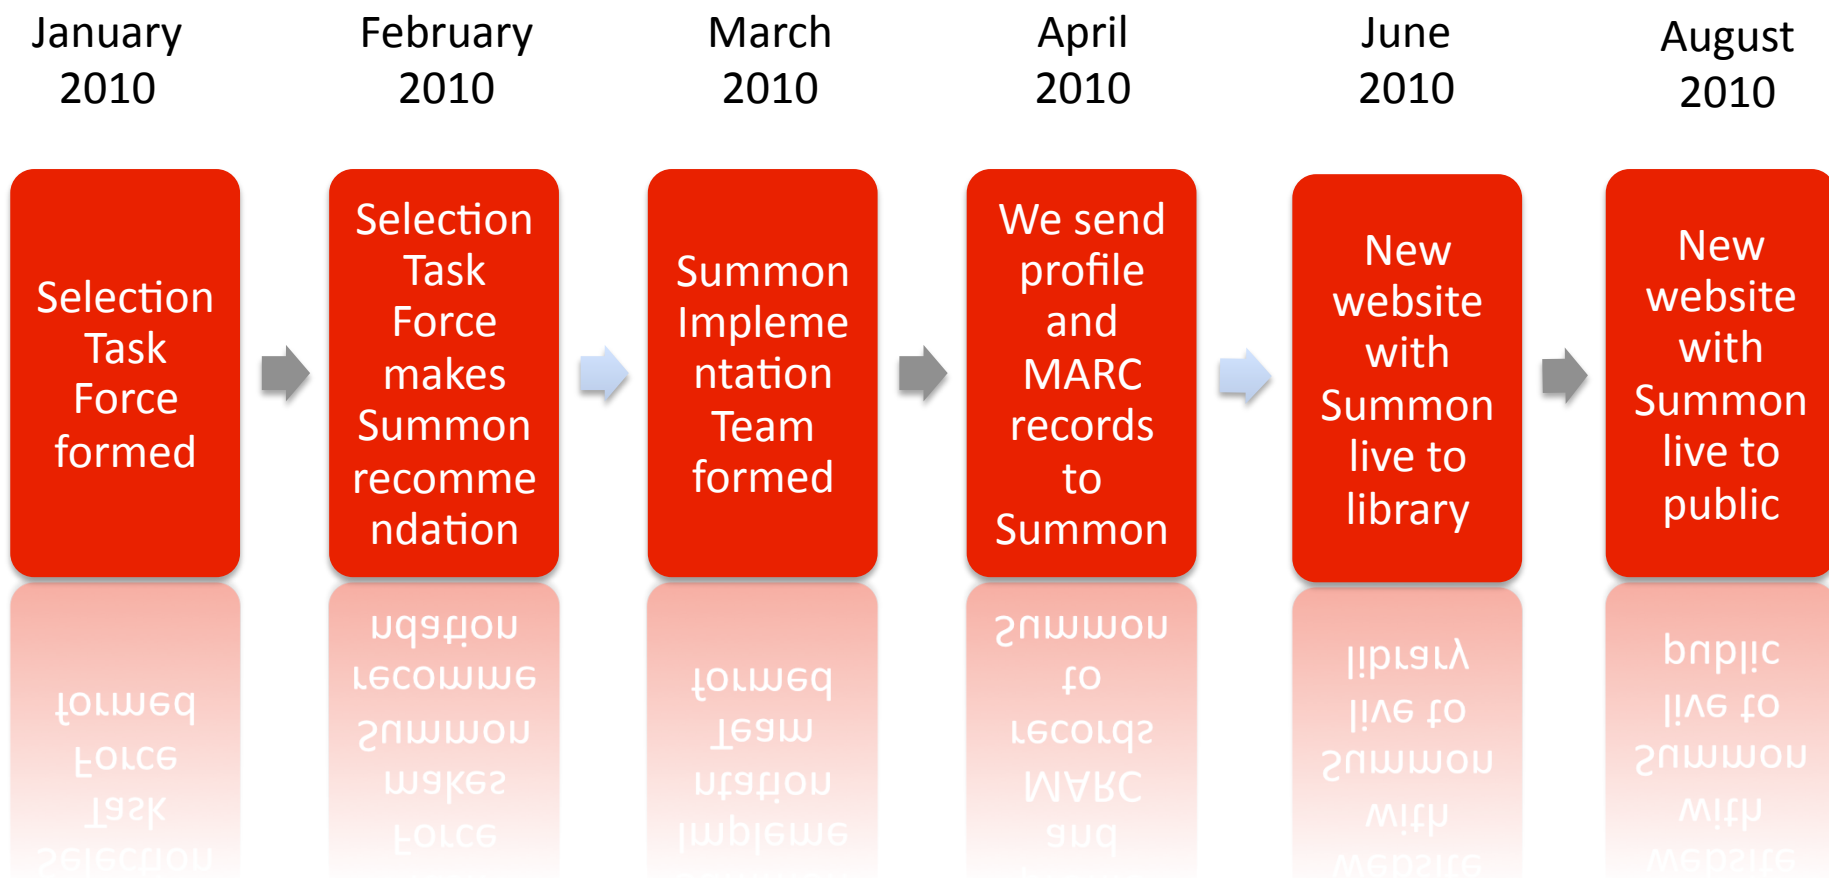 January
2010
February
2010
March
2010
April
2010
June
2010
August
2010
Selection
Task
Force
formed
Selection
Task
Force
makes
Summon
recomme
ndation
Summon
Impleme
ntation
Team
formed
We send
profile
and
MARC
records
to
Summon
New
website
with
Summon
live to
library
New
website
with
Summon
live to
public